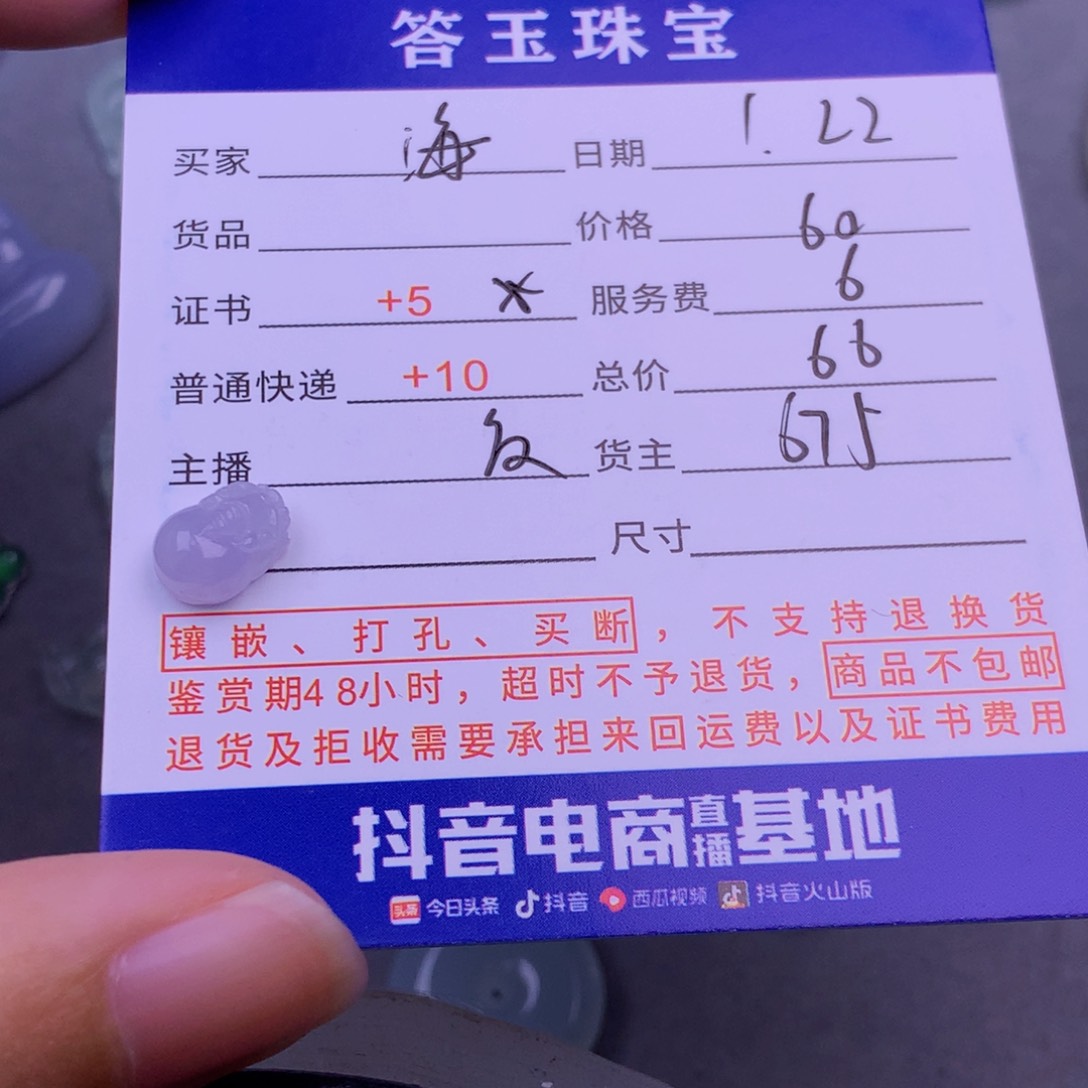 答玉珠宝
买家 海 日期 1.22
货品 价格 60
证书 +5 × 服务费 6
普通快递 +10 总价 66
主播 货主 675
尺寸
镶嵌、打孔、买断，不支持退换货
鉴赏期48小时，超时不予退货，商品不包邮
退货及拒收需要承担来回运费以及证书费用
抖音电商直播基地
头条 今日头条 抖音 西瓜视频 抖音火山版